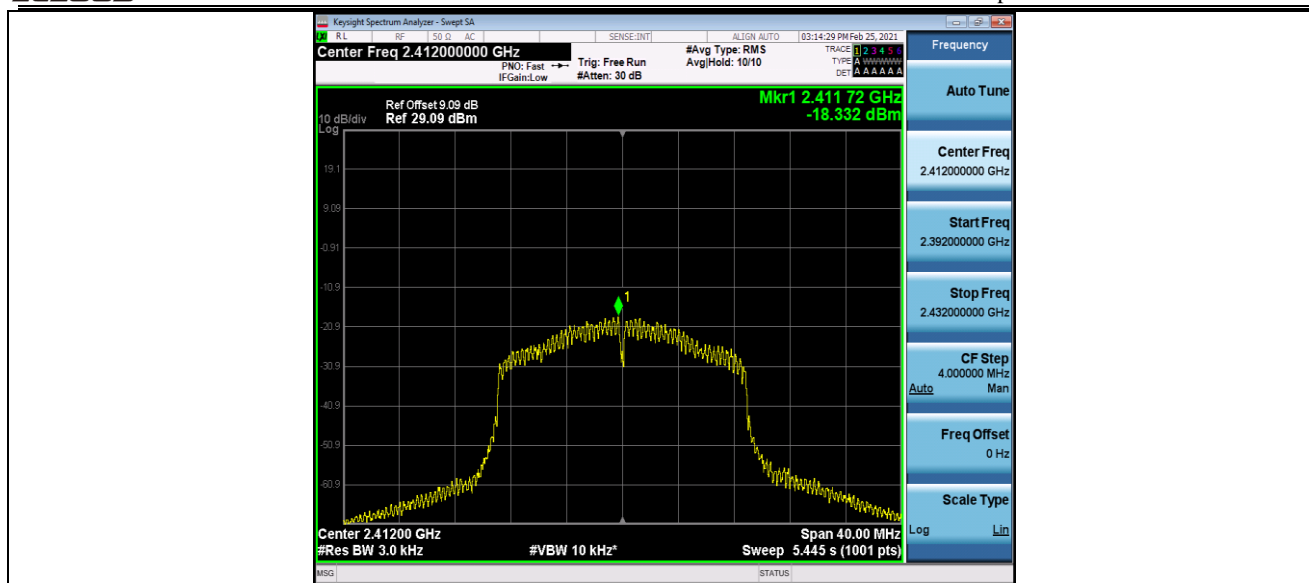 Keysight Spectrum Analyzer - Swept SA
RL RF 50 Ω AC SENSE:INT ALIGN AUTO 03:14:29 PM Feb 25, 2021
Center Freq 2.412000000 GHz
#Avg Type: RMS
Avg|Hold: 10/10
TRACE 1 2 3 4 5 6
TYPE A WWWWW
DET A A A A A A
PNO: Fast
IFGain:Low
Trig: Free Run
#Atten: 30 dB
Mkr1 2.411 72 GHz
-18.332 dBm
Ref Offset 9.09 dB
10 dB/div Ref 29.09 dBm
Log
19.1
9.09
-0.91
-10.9
-20.9
-30.9
-40.9
-50.9
-60.9
1
Center 2.41200 GHz Span 40.00 MHz
#Res BW 3.0 kHz #VBW 10 kHz* Sweep 5.445 s (1001 pts)
MSG STATUS
Frequency
Auto Tune
Center Freq
2.412000000 GHz
Start Freq
2.392000000 GHz
Stop Freq
2.432000000 GHz
CF Step
4.000000 MHz
Auto Man
Freq Offset
0 Hz
Scale Type
Log Lin